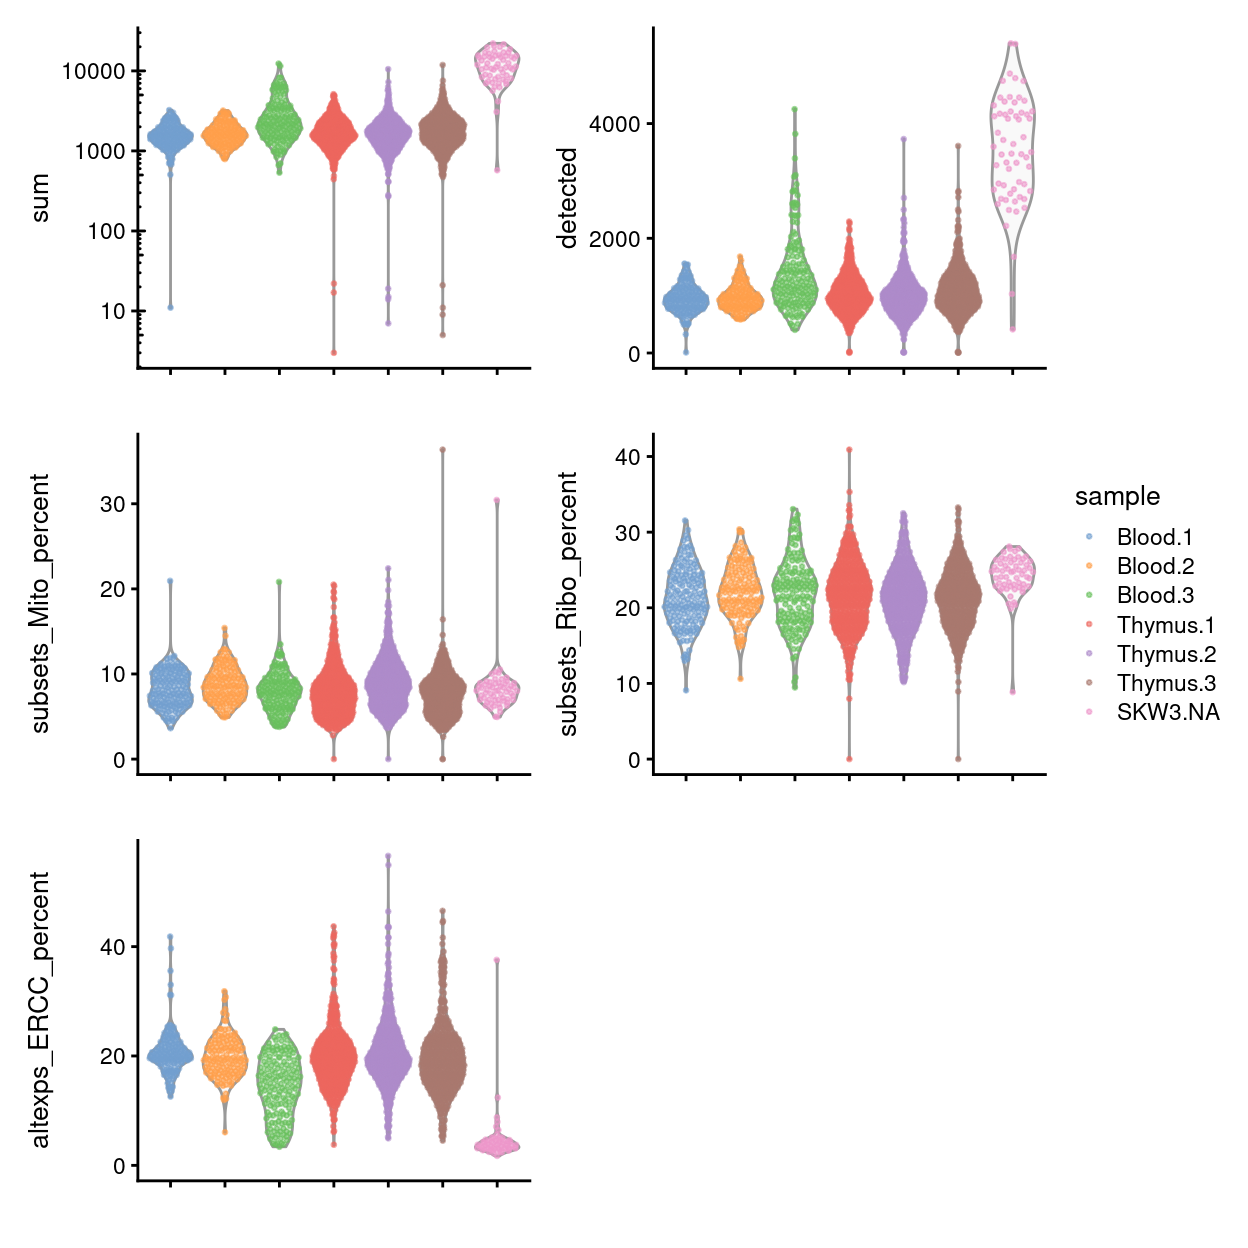 sum
10000
1000
100
10
detected
4000
2000
0
subsets_Mito_percent
30
20
10
0
subsets_Ribo_percent
40
30
20
10
0
sample
Blood.1
Blood.2
Blood.3
Thymus.1
Thymus.2
Thymus.3
SKW3.NA
altexps_ERCC_percent
40
20
0